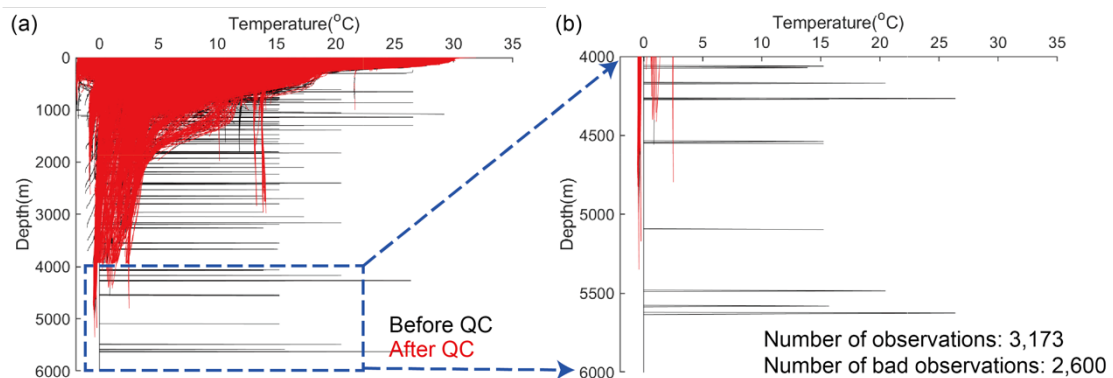 (a)
Temperature(°C)
0 5 10 15 20 25 30 35
0
1000
2000
3000
4000
5000
6000
Depth(m)
Before QC
After QC
(b)
Temperature(°C)
0 5 10 15 20 25 30 35
4000
4500
5000
5500
6000
Depth(m)
Number of observations: 3,173
Number of bad observations: 2,600